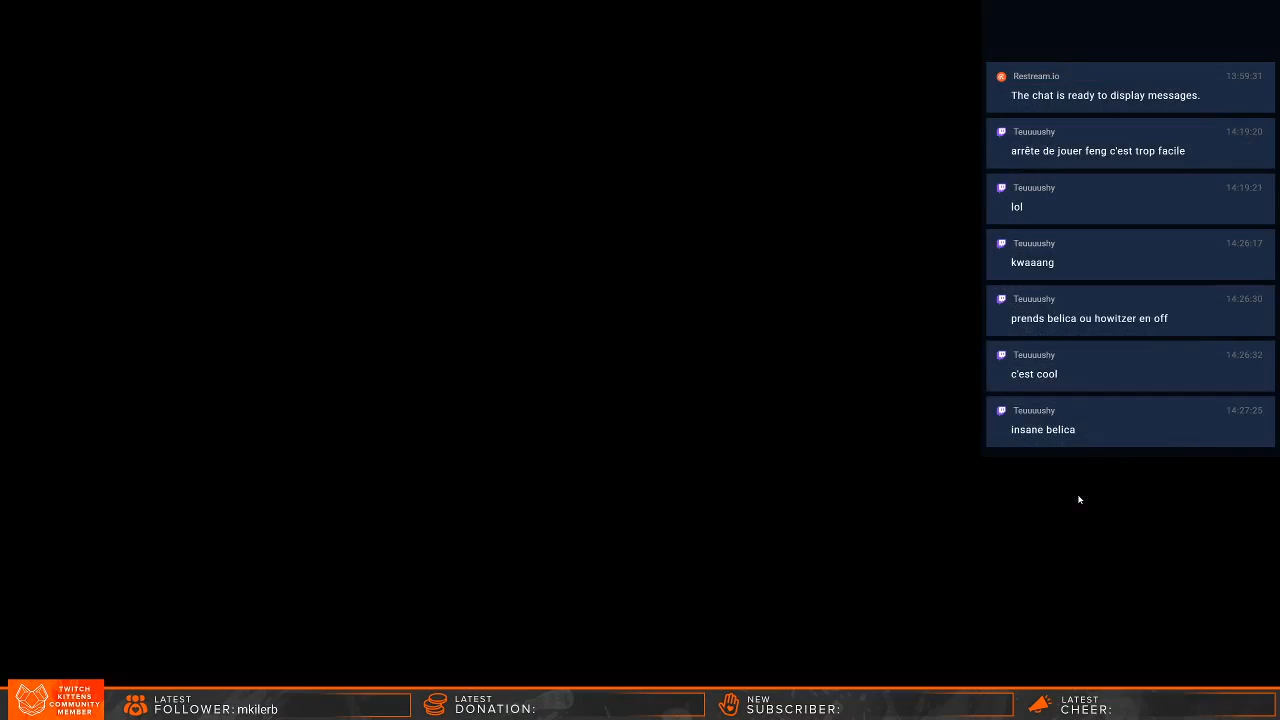 Restream.io 13:59:31
The chat is ready to display messages.
Teuuuushy 14:19:20
arrête de jouer feng c'est trop facile
Teuuuushy 14:19:21
lol
Teuuuushy 14:26:17
kwaaang
Teuuuushy 14:26:30
prends belica ou howitzer en off
Teuuuushy 14:26:32
c'est cool
Teuuuushy 14:27:25
insane belica
TWITCH
KITTENS
COMMUNITY
MEMBER
LATEST
FOLLOWER: mkilerb
LATEST
DONATION:
NEW
SUBSCRIBER:
LATEST
CHEER: